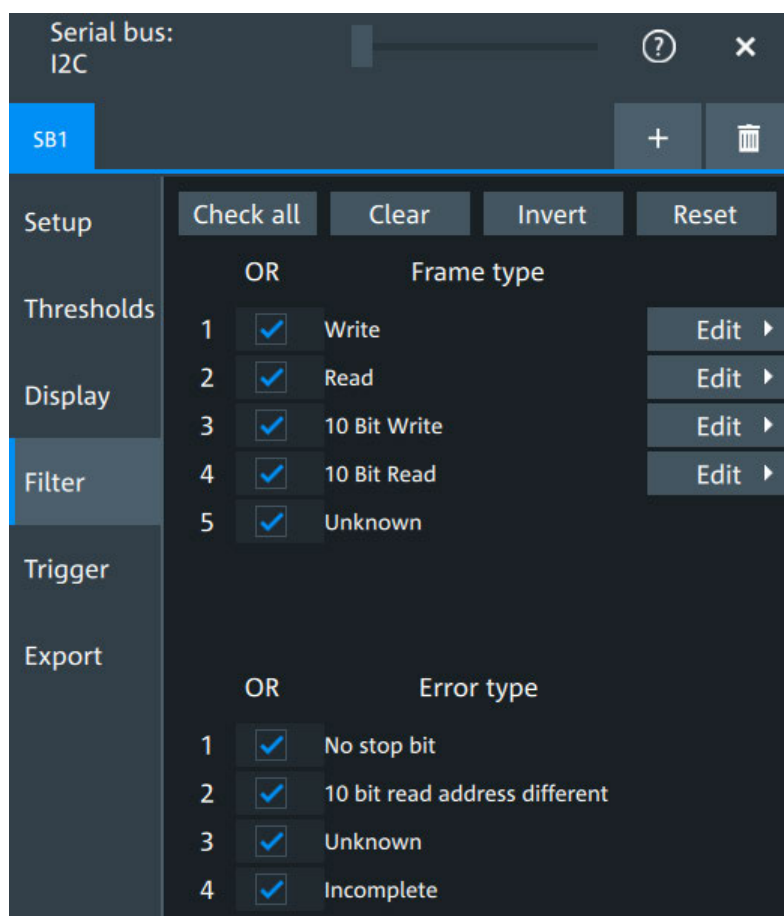 Serial bus:
I2C
?
SB1
+
Setup
Thresholds
Display
Filter
Trigger
Export
Check all Clear Invert Reset
OR Frame type
1 Write Edit
2 Read Edit
3 10 Bit Write Edit
4 10 Bit Read Edit
5 Unknown
OR Error type
1 No stop bit
2 10 bit read address different
3 Unknown
4 Incomplete